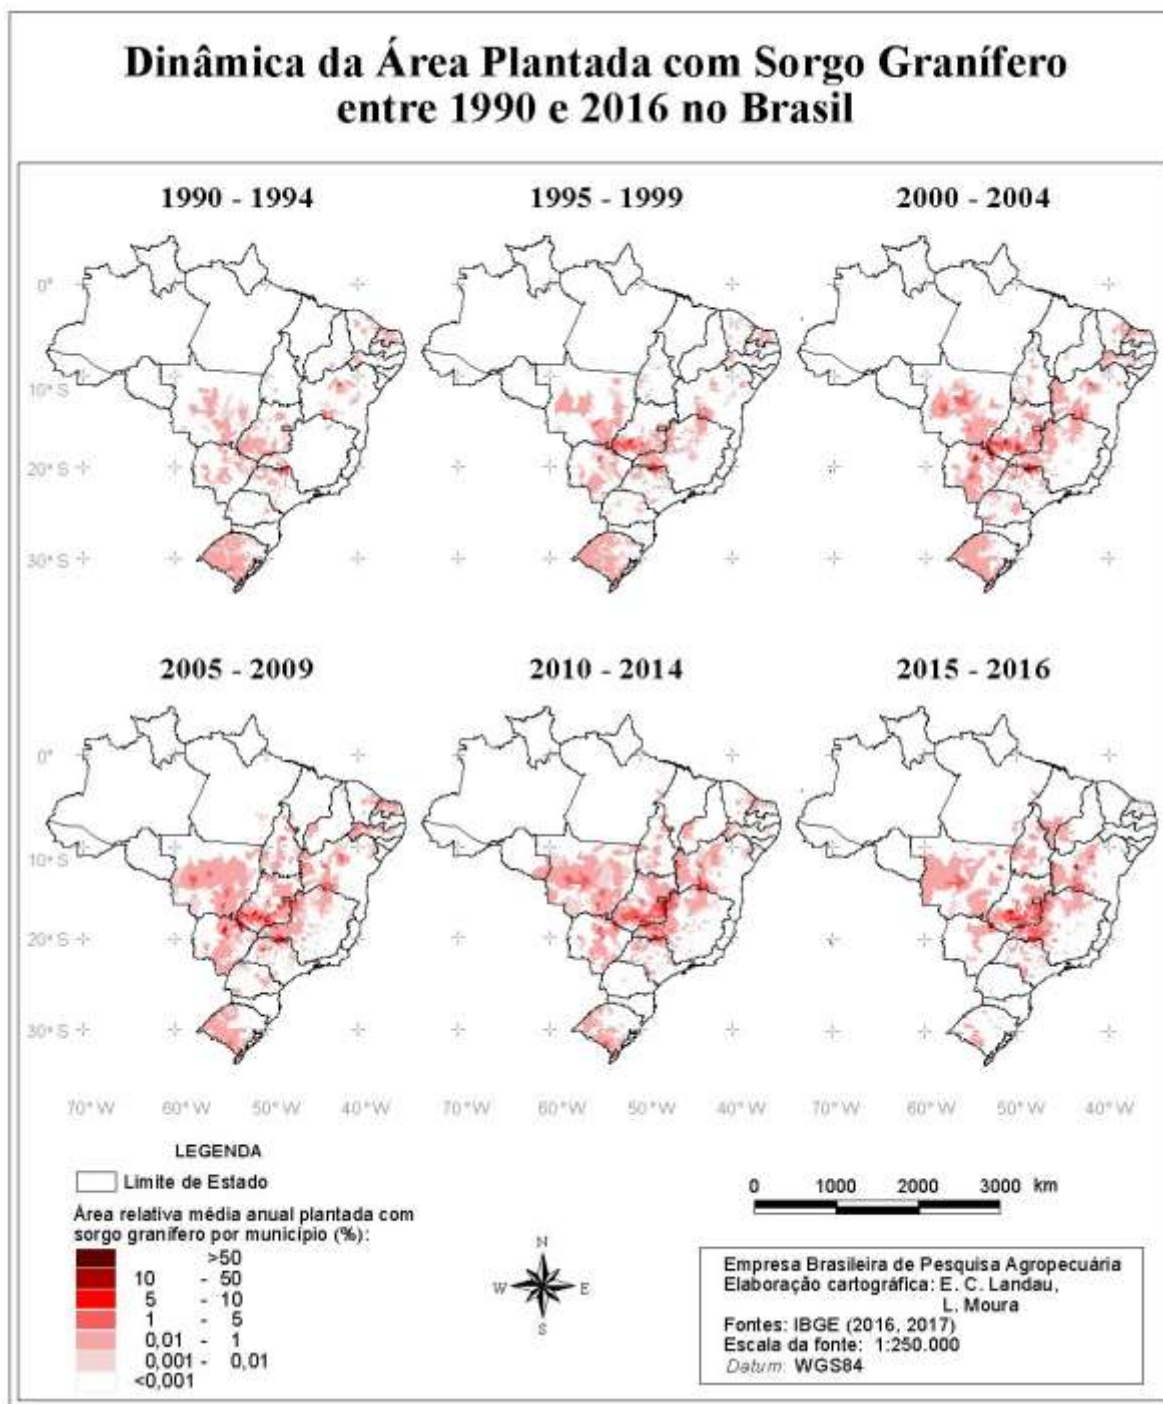 Dinâmica da Área Plantada com Sorgo Granífero
entre 1990 e 2016 no Brasil
1990 - 1994
1995 - 1999
2000 - 2004
0°
10° S
20° S
30° S
2005 - 2009
2010 - 2014
2015 - 2016
0°
10° S
20° S
30° S
70° W 60° W 50° W 40° W 70° W 60° W 50° W 40° W 70° W 60° W 50° W 40° W
LEGENDA
Limite de Estado
Área relativa média anual plantada com
sorgo granífero por município (%):
>50
10 - 50
5 - 10
1 - 5
0,01 - 1
0,001 - 0,01
<0,001
N
W E
S
0 1000 2000 3000 km
Empresa Brasileira de Pesquisa Agropecuária
Elaboração cartográfica: E. C. Landau,
L. Moura
Fontes: IBGE (2016, 2017)
Escala da fonte: 1:250.000
Datum: WGS84